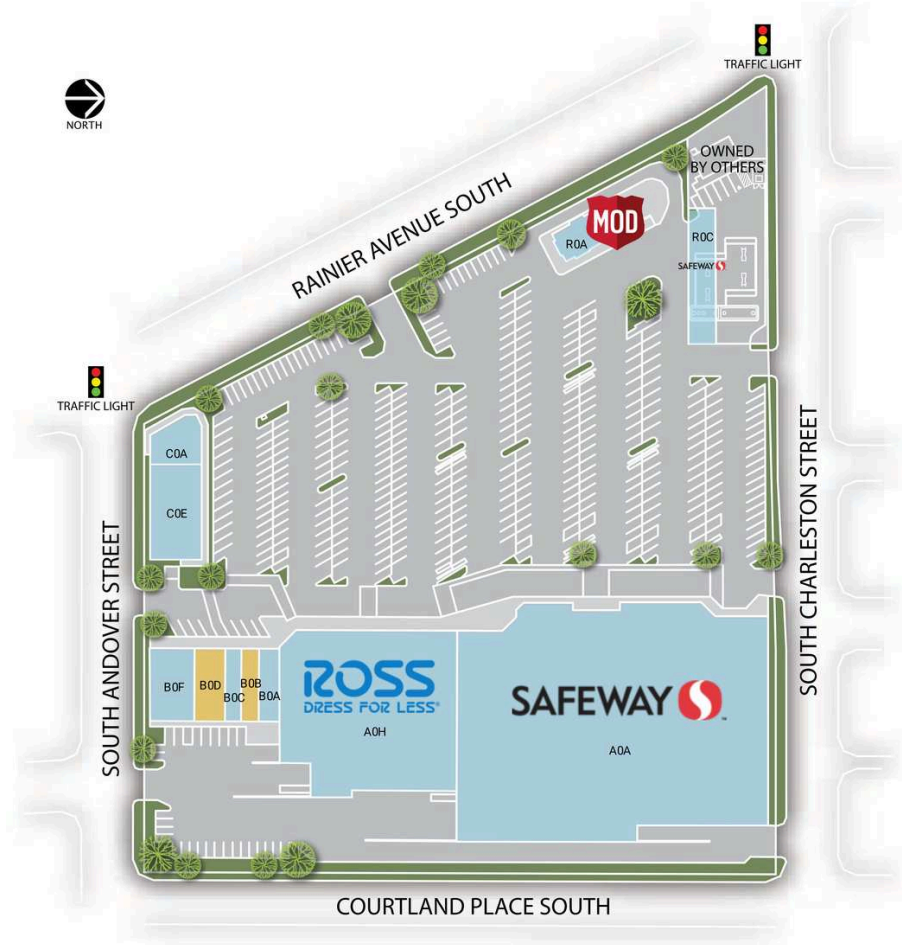 TRAFFIC LIGHT
NORTH
OWNED
BY OTHERS
RAINIER AVENUE SOUTH
MOD
R0A
R0C
SAFEWAY
TRAFFIC LIGHT
C0A
C0E
SOUTH ANDOVER STREET
SOUTH CHARLESTON STREET
B0F
B0D
B0C
B0B
B0A
ROSS
DRESS FOR LESS®
A0H
SAFEWAY
A0A
COURTLAND PLACE SOUTH